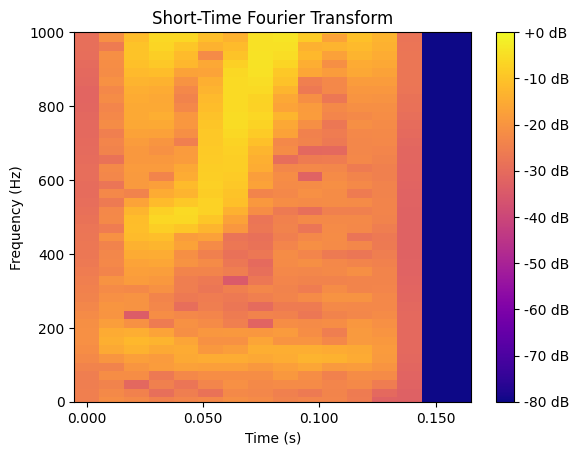 Short-Time Fourier Transform
Frequency (Hz)
1000
800
600
400
200
0
0.000
0.050
0.100
0.150
Time (s)
+0 dB
-10 dB
-20 dB
-30 dB
-40 dB
-50 dB
-60 dB
-70 dB
-80 dB